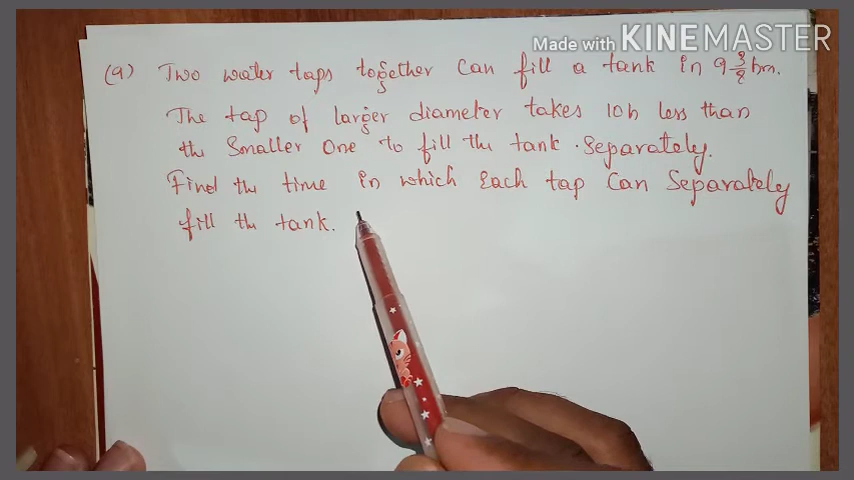 Made with KINEMASTER
(a) Two water taps together can fill a tank in 9 3/8 hrs.
The tap of larger diameter takes 10h less than
the Smaller One to fill the tank . Separately.
Find the time in which Each tap Can Separately
fill the tank.